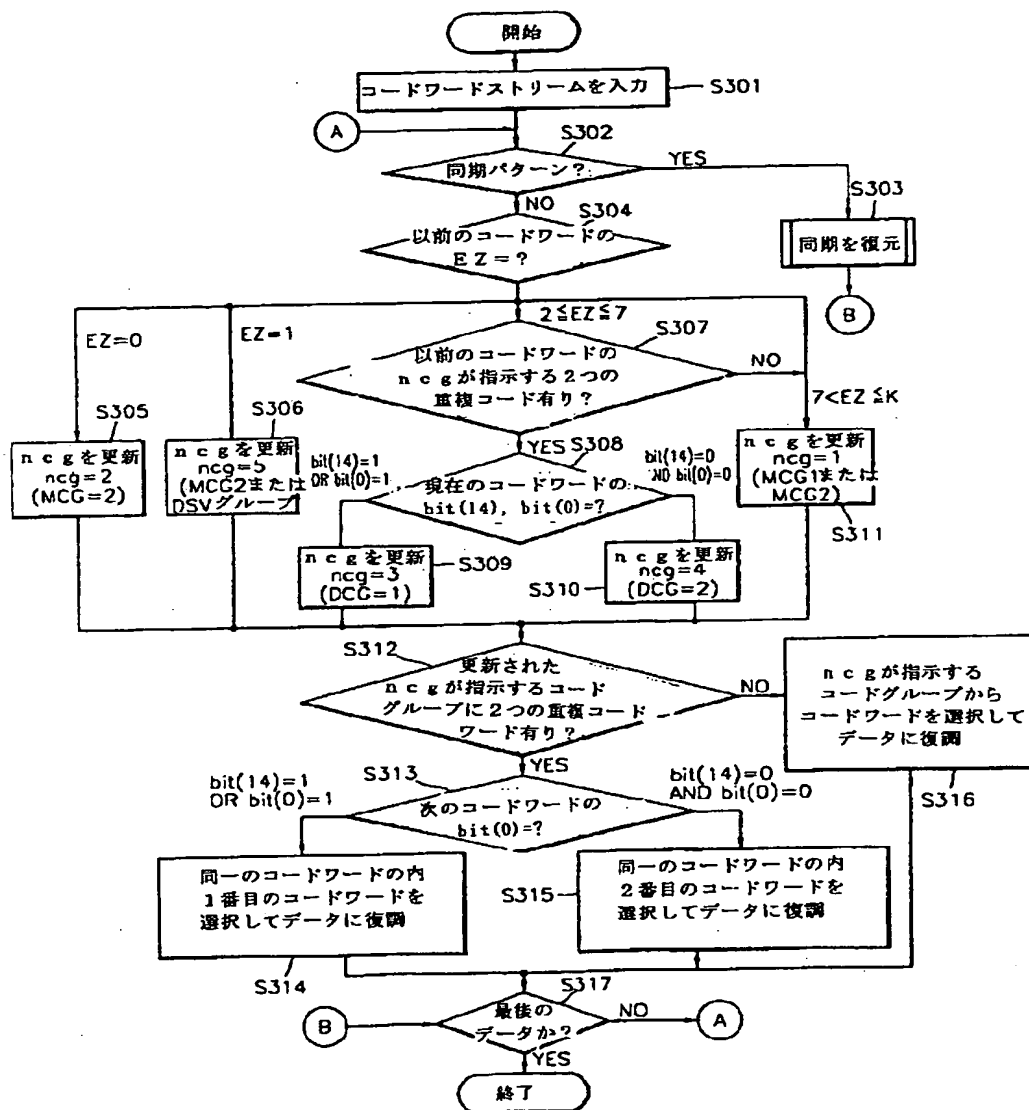 開始
コードワードストリームを入力
S301
A
S302
同期パターン?
YES
S303
NO
S304
同期を復元
以前のコードワードの
EZ=?
B
EZ=0
EZ=1
2≦EZ≦7
S307
以前のコードワードの
ncgが指示する2つの
重複コード有り?
NO
7<EZ≦K
S305
ncgを更新
ncg=2
(MCG=2)
S306
ncgを更新
ncg=5
(MCG2または
DSVグループ
YES
S308
bit(14)=1
OR bit(0)=1
現在のコードワードの
bit(14), bit(0)=?
bit(14)=0
AND bit(0)=0
ncgを更新
ncg=1
(MCG1または
MCG2)
S311
ncgを更新
ncg=3
(DCG=1)
S309
S310
ncgを更新
ncg=4
(DCG=2)
S312
更新された
ncgが指示するコード
グループに2つの重複コード
ワード有り?
NO
ncgが指示する
コードグループから
コードワードを選択して
データに復調
S316
YES
S313
bit(14)=1
OR bit(0)=1
次のコードワードの
bit(0)=?
bit(14)=0
AND bit(0)=0
同一のコードワードの内
1番目のコードワードを
選択してデータに復調
S314
S315
同一のコードワードの内
2番目のコードワードを
選択してデータに復調
S317
B
最後の
データか?
NO
A
YES
終了